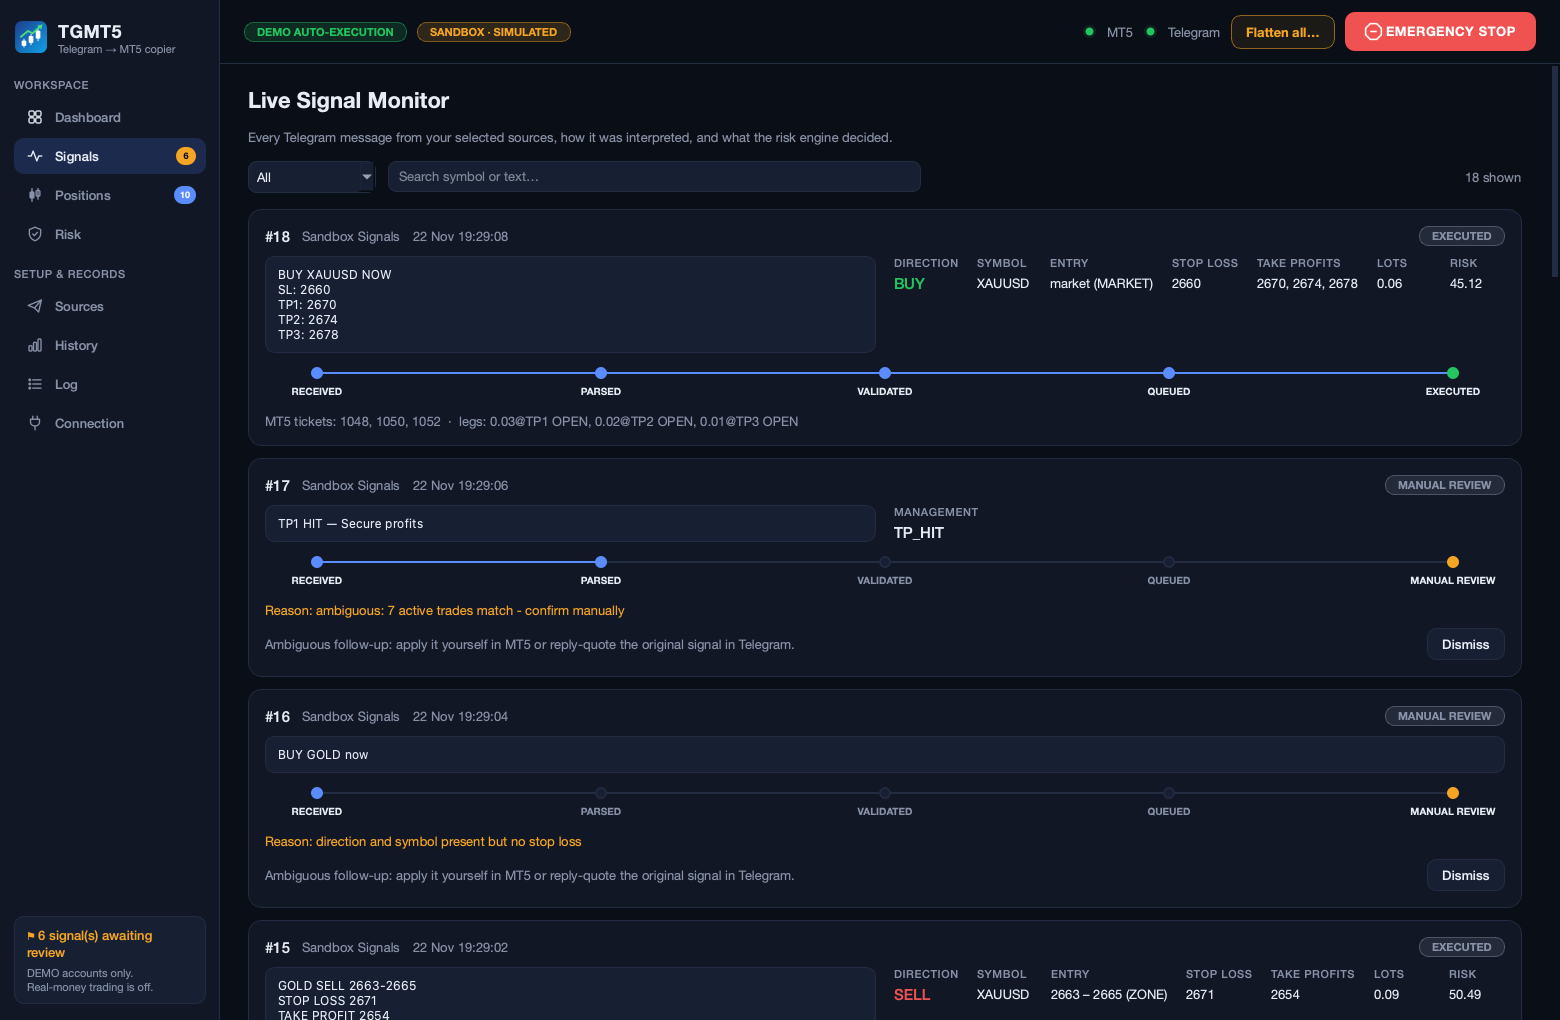 TGMT5
Telegram → MT5 copier
WORKSPACE
Dashboard
Signals 6
Positions 10
Risk
SETUP & RECORDS
Sources
History
Log
Connection
⚑ 6 signal(s) awaiting
review
DEMO accounts only.
Real-money trading is off.
DEMO AUTO-EXECUTION SANDBOX · SIMULATED MT5 Telegram Flatten all... EMERGENCY STOP
Live Signal Monitor
Every Telegram message from your selected sources, how it was interpreted, and what the risk engine decided.
All Search symbol or text... 18 shown
#18 Sandbox Signals 22 Nov 19:29:08 EXECUTED
BUY XAUUSD NOW
SL: 2660
TP1: 2670
TP2: 2674
TP3: 2678
DIRECTION SYMBOL ENTRY STOP LOSS TAKE PROFITS LOTS RISK
BUY XAUUSD market (MARKET) 2660 2670, 2674, 2678 0.06 45.12
RECEIVED PARSED VALIDATED QUEUED EXECUTED
MT5 tickets: 1048, 1050, 1052 · legs: 0.03@TP1 OPEN, 0.02@TP2 OPEN, 0.01@TP3 OPEN
#17 Sandbox Signals 22 Nov 19:29:06 MANUAL REVIEW
TP1 HIT — Secure profits
MANAGEMENT
TP_HIT
RECEIVED PARSED VALIDATED QUEUED MANUAL REVIEW
Reason: ambiguous: 7 active trades match - confirm manually
Ambiguous follow-up: apply it yourself in MT5 or reply-quote the original signal in Telegram. Dismiss
#16 Sandbox Signals 22 Nov 19:29:04 MANUAL REVIEW
BUY GOLD now
RECEIVED PARSED VALIDATED QUEUED MANUAL REVIEW
Reason: direction and symbol present but no stop loss
Ambiguous follow-up: apply it yourself in MT5 or reply-quote the original signal in Telegram. Dismiss
#15 Sandbox Signals 22 Nov 19:29:02 EXECUTED
GOLD SELL 2663-2665
STOP LOSS 2671
TAKE PROFIT 2654
DIRECTION SYMBOL ENTRY STOP LOSS TAKE PROFITS LOTS RISK
SELL XAUUSD 2663 – 2665 (ZONE) 2671 2654 0.09 50.49